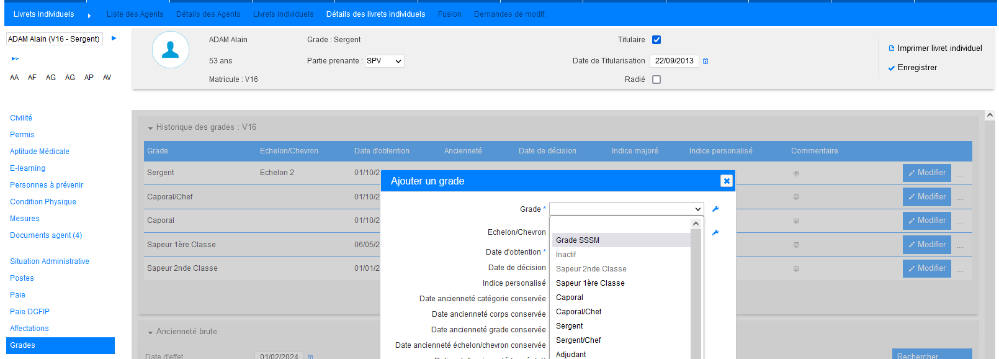 Livrets Individuels Liste des Agents Détails des Agents Livrets individuels Détails des livrets individuels Fusion Demandes de modif.
ADAM Alain (V16 - Sergent)
AA AF AG AG AP AV
ADAM Alain Grade : Sergent Titulaire
53 ans Partie prenante : SPV Date de Titularisation 22/09/2013
Matricule : V16 Radié
Imprimer livret individuel
Enregistrer
Civilité
Permis
Aptitude Médicale
E-learning
Personnes à prévenir
Condition Physique
Mesures
Documents agent (4)
Situation Administrative
Postes
Paie
Paie DGFIP
Affectations
Grades
Historique des grades : V16
Grade Echelon/Chevron Date d'obtention Ancienneté Date de décision Indice majoré Indice personalisé Commentaire
Sergent Echelon 2 01/10/2 Modifier ...
Caporal/Chef 01/10/2 Modifier ...
Caporal 01/10/2 Modifier ...
Sapeur 1ère Classe 06/05/2 Modifier ...
Sapeur 2nde Classe 01/01/2 Modifier ...
Ancienneté brute
Date d'effet 01/02/2024 Rechercher
Ajouter un grade
Grade *
Echelon/Chevron
Date d'obtention *
Date de décision
Indice personalisé
Date ancienneté catégorie conservée
Date ancienneté corps conservée
Date ancienneté grade conservée
Date ancienneté échelon/chevron conservée
Grade SSSM
Inactif
Sapeur 2nde Classe
Sapeur 1ère Classe
Caporal
Caporal/Chef
Sergent
Sergent/Chef
Adjudant